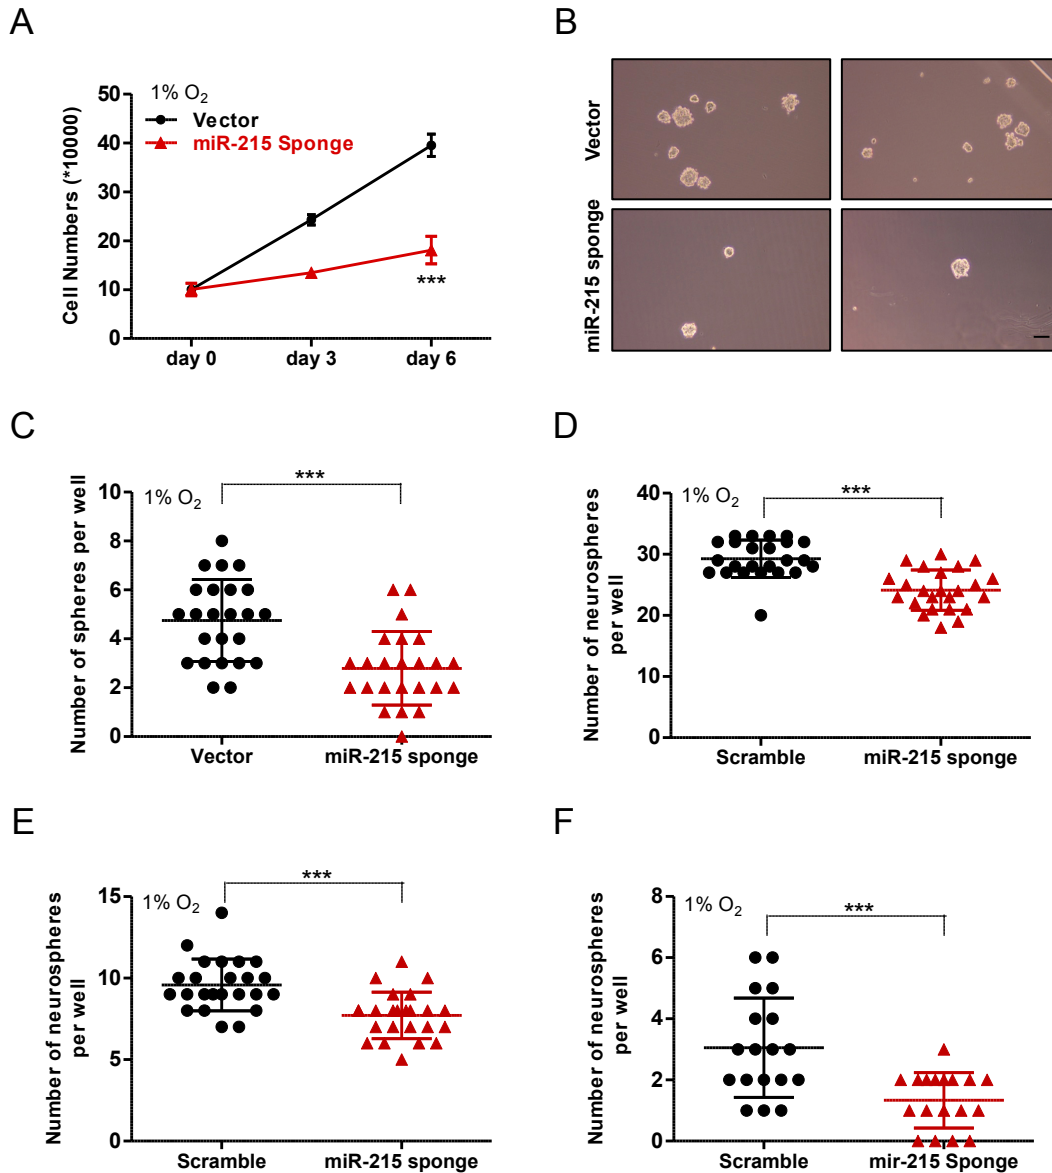 A
1% O2
Vector
miR-215 Sponge
Cell Numbers (*10000)
50
40
30
20
10
0
***
day 0
day 3
day 6
B
Vector
miR-215 sponge
C
Number of spheres per well
1% O2
***
10
8
6
4
2
0
Vector
miR-215 sponge
D
Number of neurospheres
per well
1% O2
***
40
30
20
10
0
Scramble
miR-215 sponge
E
Number of neurospheres
per well
1% O2
***
15
10
5
0
Scramble
miR-215 sponge
F
Number of neurospheres
per well
1% O2
***
8
6
4
2
0
Scramble
mir-215 Sponge